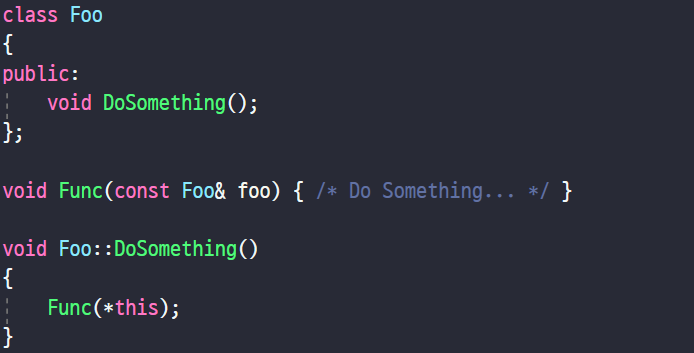 class Foo
{
public:
    void DoSomething();
};

void Func(const Foo& foo) { /* Do Something... */ }

void Foo::DoSomething()
{
    Func(*this);
}